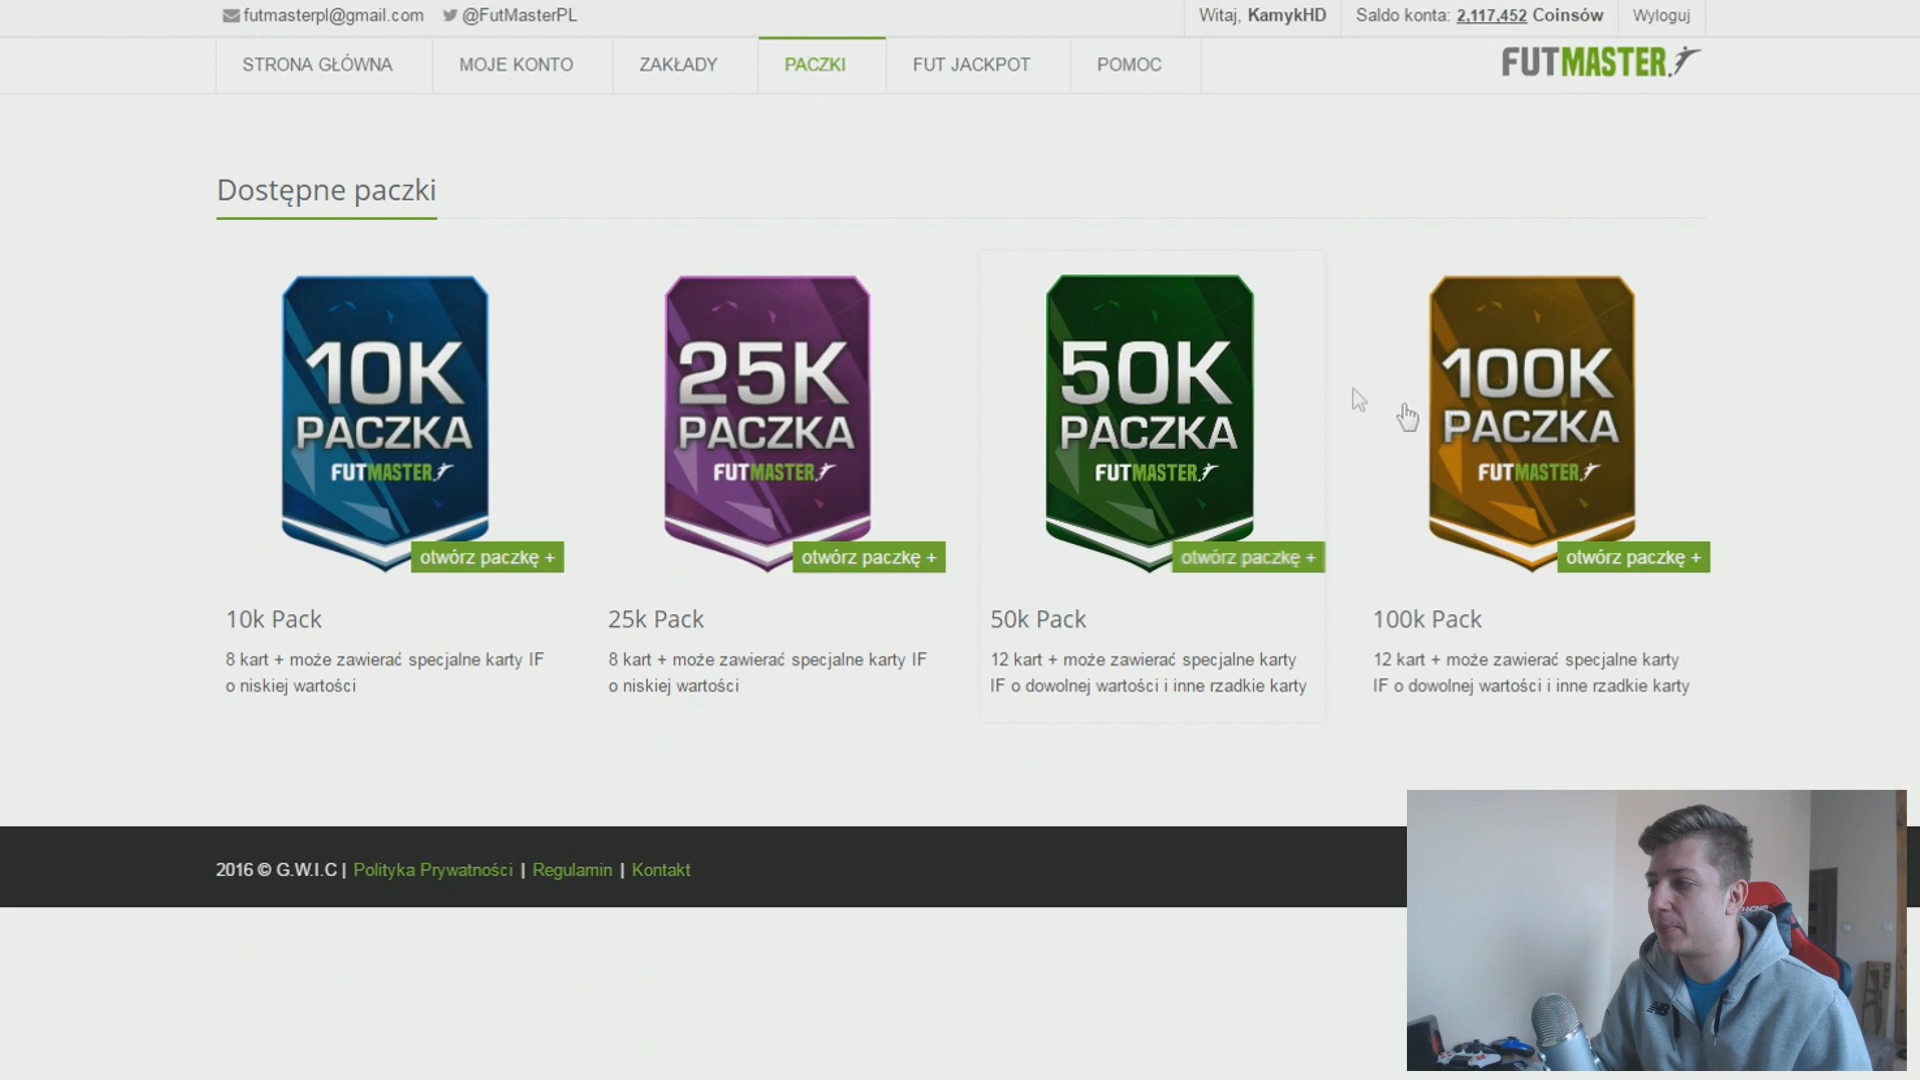 futmasterpl@gmail.com @FutMasterPL Witaj, KamykHD Saldo konta: 2,117,452 Coinsów Wyloguj
STRONA GŁÓWNA MOJE KONTO ZAKŁADY PACZKI FUT JACKPOT POMOC FUTMASTER
Dostępne paczki
10K PACZKA FUTMASTER
25K PACZKA FUTMASTER
50K PACZKA FUTMASTER
100K PACZKA FUTMASTER
otwórz paczkę + otwórz paczkę + otwórz paczkę + otwórz paczkę +
10k Pack
8 kart + może zawierać specjalne karty IF
o niskiej wartości
25k Pack
8 kart + może zawierać specjalne karty IF
o niskiej wartości
50k Pack
12 kart + może zawierać specjalne karty
IF o dowolnej wartości i inne rzadkie karty
100k Pack
12 kart + może zawierać specjalne karty
IF o dowolnej wartości i inne rzadkie karty
2016 © G.W.I.C | Polityka Prywatności | Regulamin | Kontakt